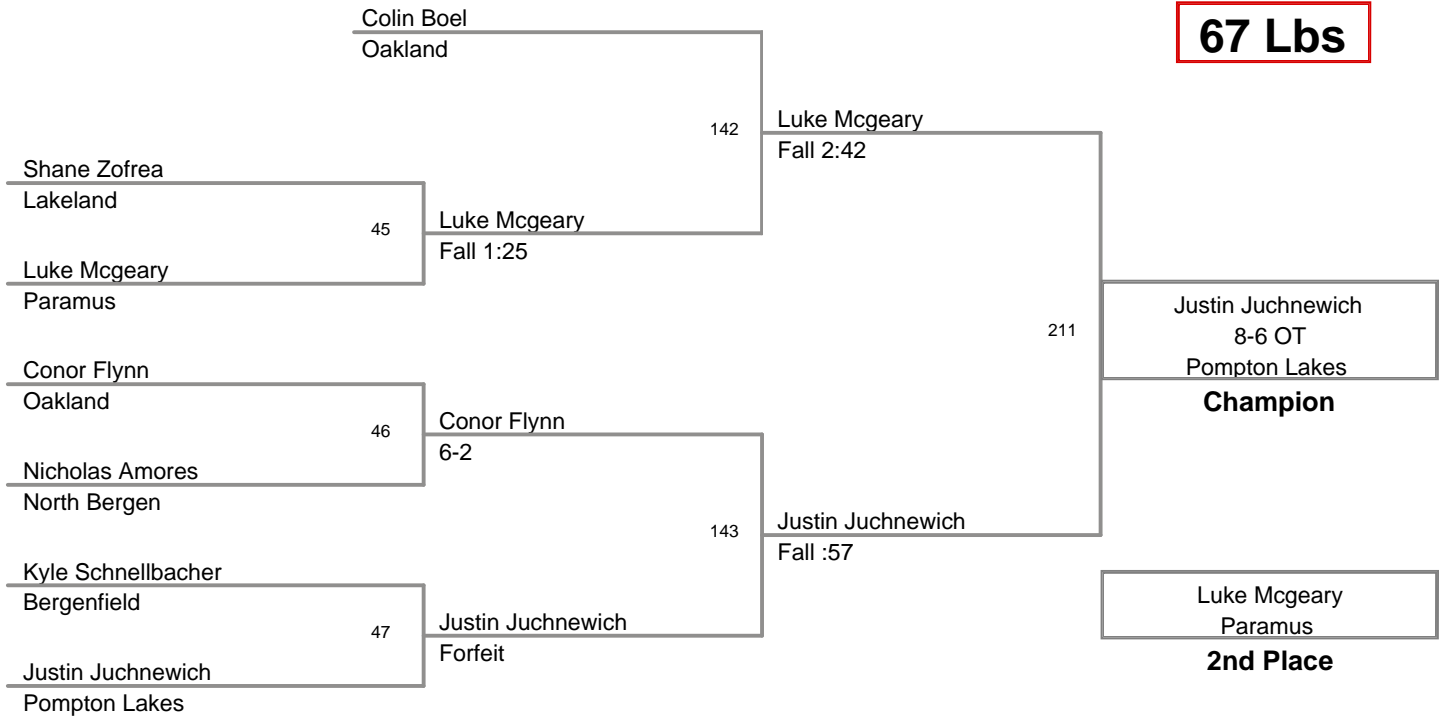 Colin Boel
Oakland
67 Lbs
142
Luke Mcgeary
Fall 2:42
Shane Zofrea
Lakeland
45
Luke Mcgeary
Fall 1:25
Luke Mcgeary
Paramus
211
Justin Juchnewich
8-6 OT
Pompton Lakes
Champion
Conor Flynn
Oakland
46
Conor Flynn
6-2
Nicholas Amores
North Bergen
143
Justin Juchnewich
Fall :57
Kyle Schnellbacher
Bergenfield
47
Justin Juchnewich
Forfeit
Justin Juchnewich
Pompton Lakes
Luke Mcgeary
Paramus
2nd Place